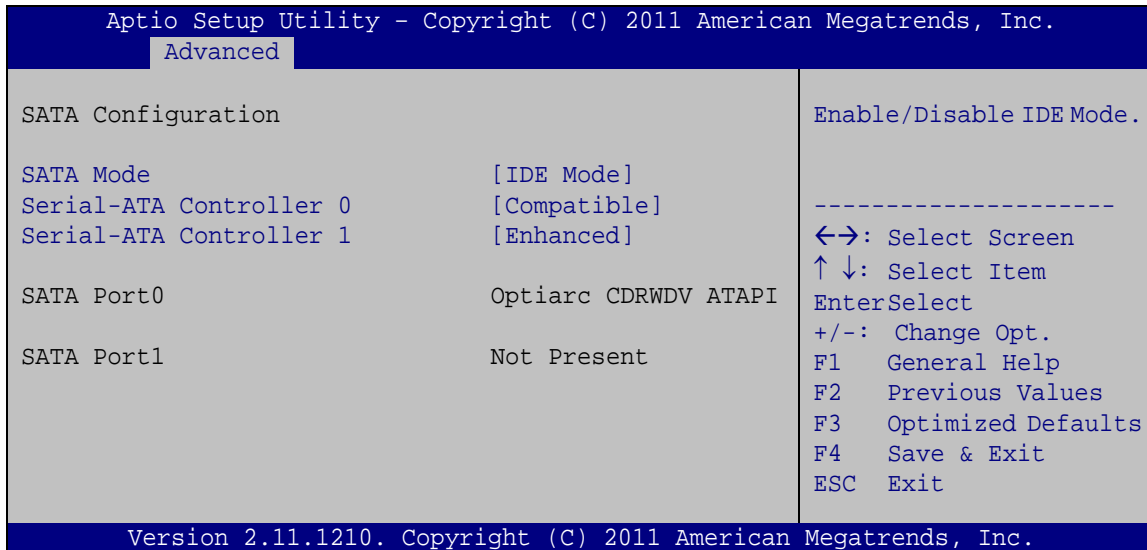 Aptio Setup Utility – Copyright (C) 2011 American Megatrends, Inc.
Advanced
SATA Configuration
SATA Mode [IDE Mode]
Serial-ATA Controller 0 [Compatible]
Serial-ATA Controller 1 [Enhanced]
SATA Port0 Optiarc CDRWDV ATAPI
SATA Port1 Not Present
Enable/Disable IDE Mode.
---------------------
←→: Select Screen
↑ ↓: Select Item
EnterSelect
+/-: Change Opt.
F1 General Help
F2 Previous Values
F3 Optimized Defaults
F4 Save & Exit
ESC Exit
Version 2.11.1210. Copyright (C) 2011 American Megatrends, Inc.